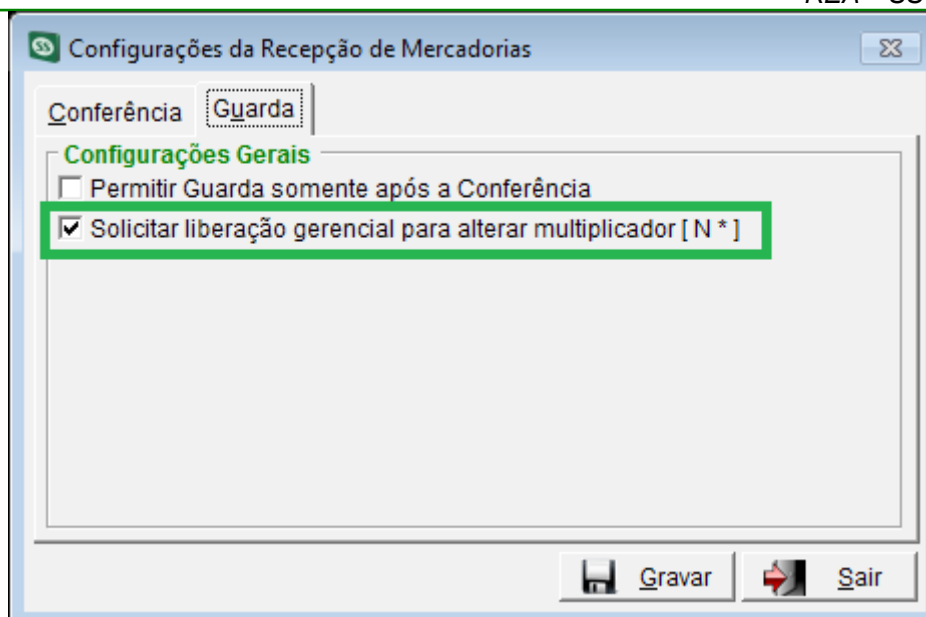 Configurações da Recepção de Mercadorias
Conferência Guarda
Configurações Gerais
Permitir Guarda somente após a Conferência
Solicitar liberação gerencial para alterar multiplicador [ N * ]
Gravar Sair